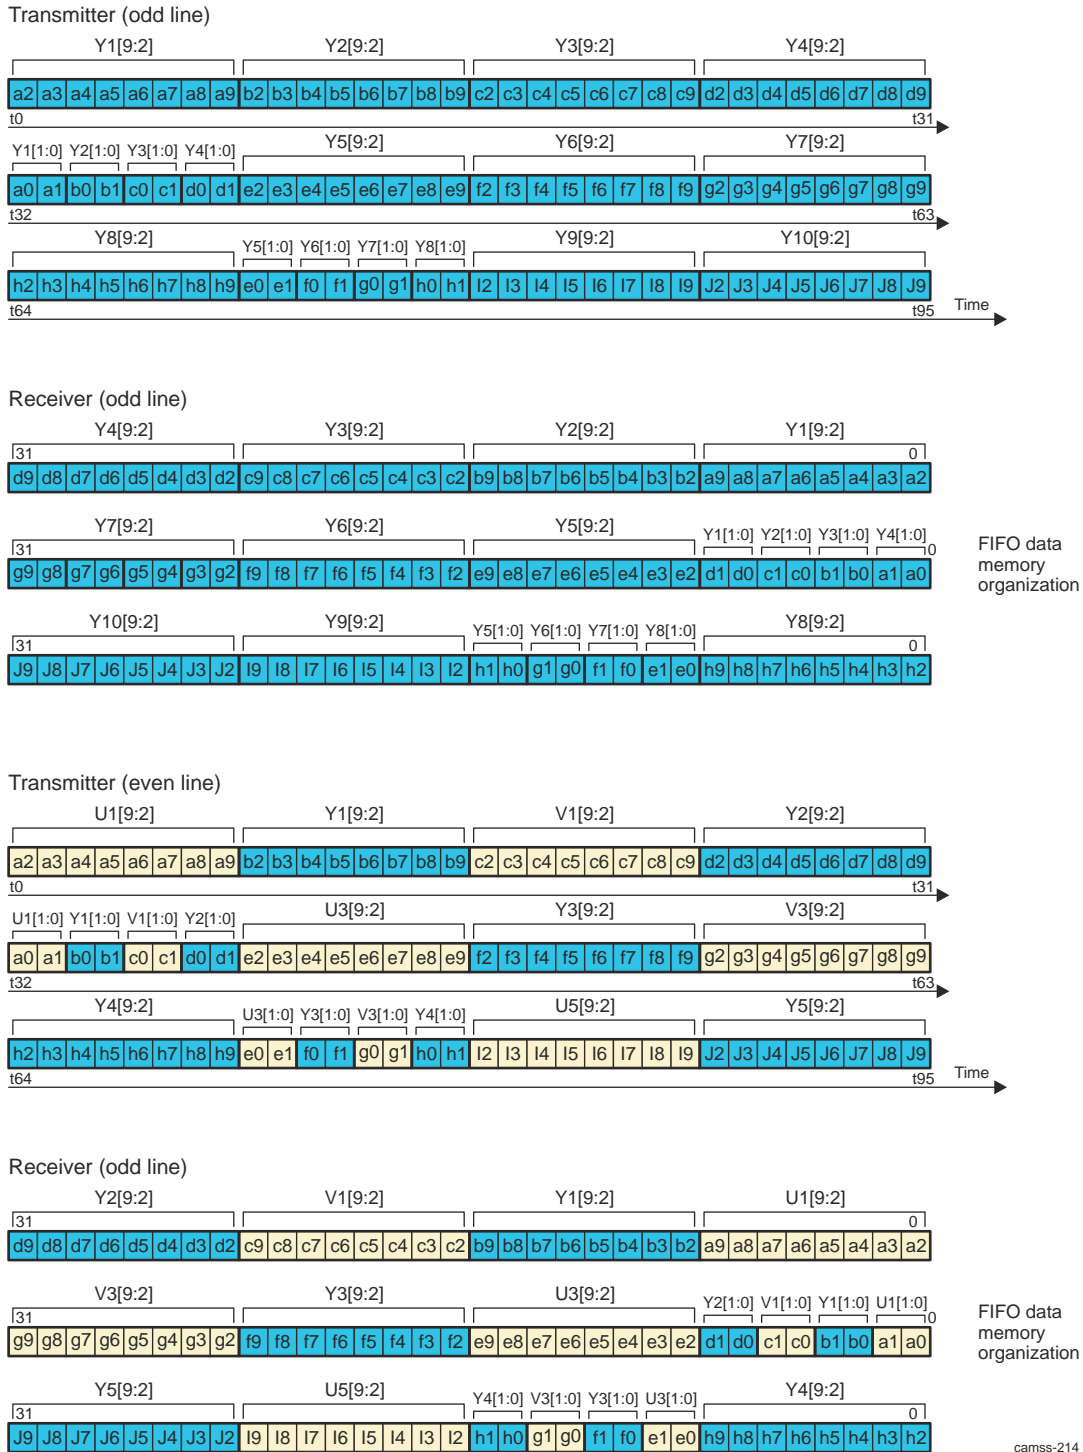 Transmitter (odd line)
Y1[9:2] Y2[9:2] Y3[9:2] Y4[9:2]
a2 a3 a4 a5 a6 a7 a8 a9 b2 b3 b4 b5 b6 b7 b8 b9 c2 c3 c4 c5 c6 c7 c8 c9 d2 d3 d4 d5 d6 d7 d8 d9
t0 t31
Y1[1:0] Y2[1:0] Y3[1:0] Y4[1:0] Y5[9:2] Y6[9:2] Y7[9:2]
a0 a1 b0 b1 c0 c1 d0 d1 e2 e3 e4 e5 e6 e7 e8 e9 f2 f3 f4 f5 f6 f7 f8 f9 g2 g3 g4 g5 g6 g7 g8 g9
t32 t63
Y8[9:2] Y5[1:0] Y6[1:0] Y7[1:0] Y8[1:0] Y9[9:2] Y10[9:2]
h2 h3 h4 h5 h6 h7 h8 h9 e0 e1 f0 f1 g0 g1 h0 h1 I2 I3 I4 I5 I6 I7 I8 I9 J2 J3 J4 J5 J6 J7 J8 J9
t64 t95 Time
Receiver (odd line)
Y4[9:2] Y3[9:2] Y2[9:2] Y1[9:2]
31 0
d9 d8 d7 d6 d5 d4 d3 d2 c9 c8 c7 c6 c5 c4 c3 c2 b9 b8 b7 b6 b5 b4 b3 b2 a9 a8 a7 a6 a5 a4 a3 a2
Y7[9:2] Y6[9:2] Y5[9:2] Y1[1:0] Y2[1:0] Y3[1:0] Y4[1:0]
31 0
g9 g8 g7 g6 g5 g4 g3 g2 f9 f8 f7 f6 f5 f4 f3 f2 e9 e8 e7 e6 e5 e4 e3 e2 d1 d0 c1 c0 b1 b0 a1 a0
FIFO data
memory
organization
Y10[9:2] Y9[9:2] Y5[1:0] Y6[1:0] Y7[1:0] Y8[1:0] Y8[9:2]
31 0
J9 J8 J7 J6 J5 J4 J3 J2 I9 I8 I7 I6 I5 I4 I3 I2 h1 h0 g1 g0 f1 f0 e1 e0 h9 h8 h7 h6 h5 h4 h3 h2
Transmitter (even line)
U1[9:2] Y1[9:2] V1[9:2] Y2[9:2]
a2 a3 a4 a5 a6 a7 a8 a9 b2 b3 b4 b5 b6 b7 b8 b9 c2 c3 c4 c5 c6 c7 c8 c9 d2 d3 d4 d5 d6 d7 d8 d9
t0 t31
U1[1:0] Y1[1:0] V1[1:0] Y2[1:0] U3[9:2] Y3[9:2] V3[9:2]
a0 a1 b0 b1 c0 c1 d0 d1 e2 e3 e4 e5 e6 e7 e8 e9 f2 f3 f4 f5 f6 f7 f8 f9 g2 g3 g4 g5 g6 g7 g8 g9
t32 t63
Y4[9:2] U3[1:0] Y3[1:0] V3[1:0] Y4[1:0] U5[9:2] Y5[9:2]
h2 h3 h4 h5 h6 h7 h8 h9 e0 e1 f0 f1 g0 g1 h0 h1 I2 I3 I4 I5 I6 I7 I8 I9 J2 J3 J4 J5 J6 J7 J8 J9
t64 t95 Time
Receiver (odd line)
Y2[9:2] V1[9:2] Y1[9:2] U1[9:2]
31 0
d9 d8 d7 d6 d5 d4 d3 d2 c9 c8 c7 c6 c5 c4 c3 c2 b9 b8 b7 b6 b5 b4 b3 b2 a9 a8 a7 a6 a5 a4 a3 a2
V3[9:2] Y3[9:2] U3[9:2] Y2[1:0] V1[1:0] Y1[1:0] U1[1:0]
31 0
g9 g8 g7 g6 g5 g4 g3 g2 f9 f8 f7 f6 f5 f4 f3 f2 e9 e8 e7 e6 e5 e4 e3 e2 d1 d0 c1 c0 b1 b0 a1 a0
FIFO data
memory
organization
Y5[9:2] U5[9:2] Y4[1:0] V3[1:0] Y3[1:0] U3[1:0] Y4[9:2]
31 0
J9 J8 J7 J6 J5 J4 J3 J2 I9 I8 I7 I6 I5 I4 I3 I2 h1 h0 g1 g0 f1 f0 e1 e0 h9 h8 h7 h6 h5 h4 h3 h2
camss-214